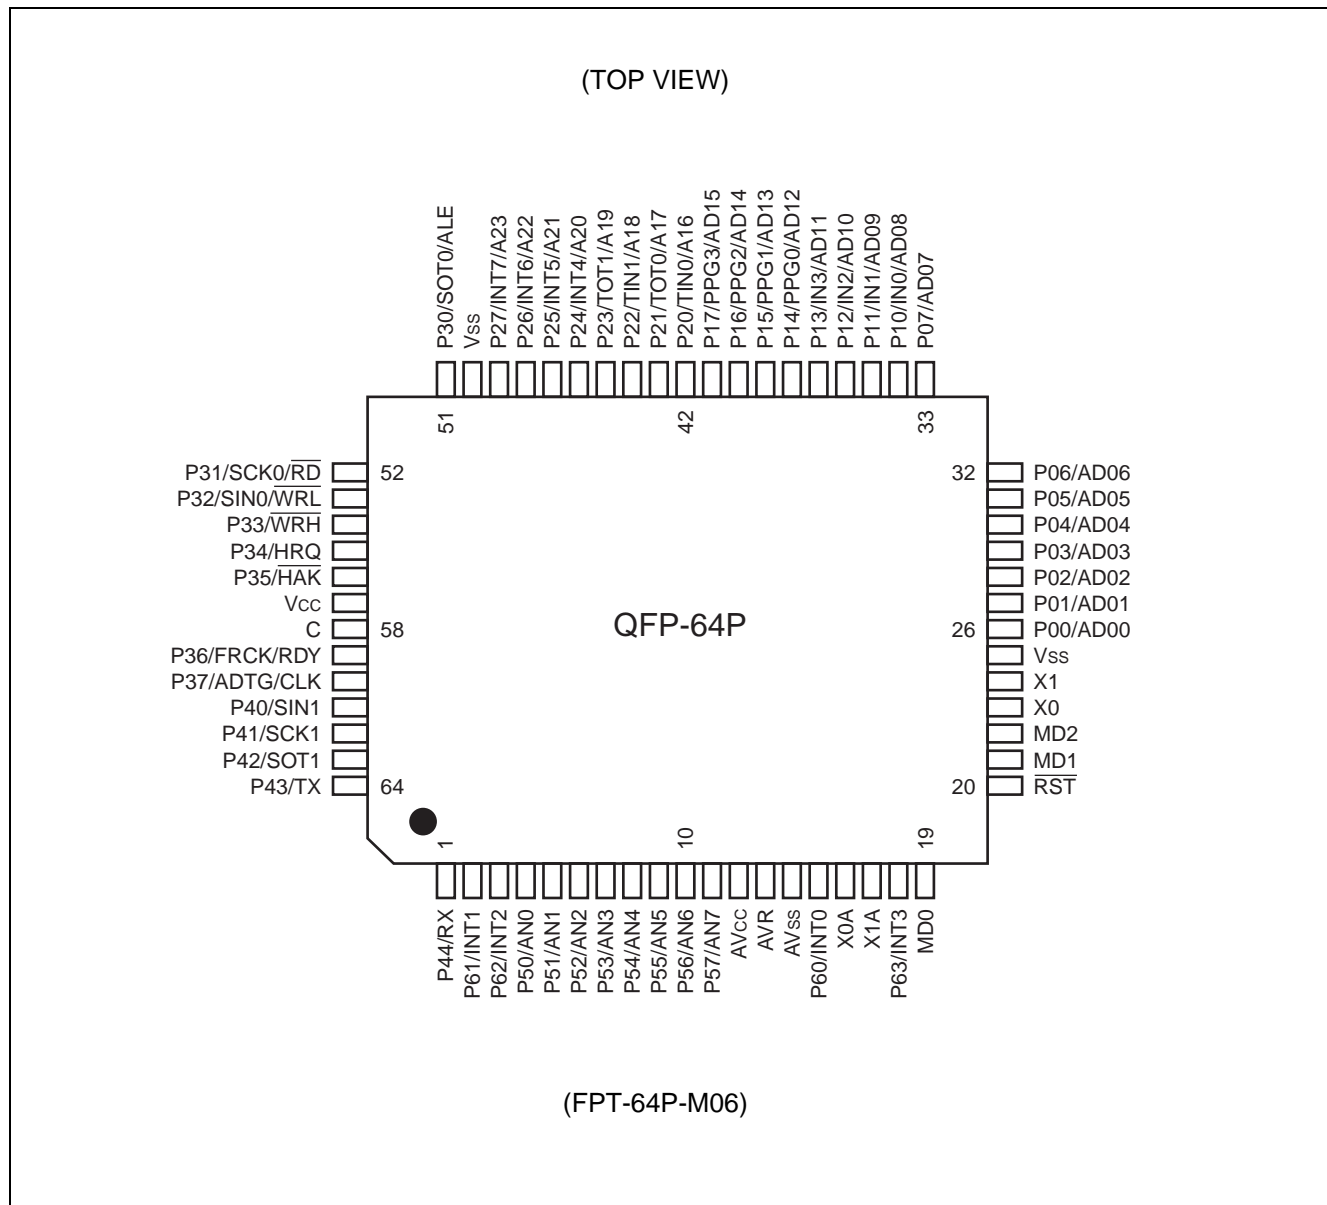 (TOP VIEW)
P30/SOT0/ALE
Vss
P27/INT7/A23
P26/INT6/A22
P25/INT5/A21
P24/INT4/A20
P23/TOT1/A19
P22/TIN1/A18
P21/TOT0/A17
P20/TIN0/A16
P17/PPG3/AD15
P16/PPG2/AD14
P15/PPG1/AD13
P14/PPG0/AD12
P13/IN3/AD11
P12/IN2/AD10
P11/IN1/AD09
P10/IN0/AD08
P07/AD07
51
42
33
P31/SCK0/R̅D̅
P32/SIN0/W̅R̅L̅
P33/W̅R̅H̅
P34/HRQ
P35/H̅A̅K̅
Vcc
C
P36/FRCK/RDY
P37/ADTG/CLK
P40/SIN1
P41/SCK1
P42/SOT1
P43/TX
52
58
64
QFP-64P
32
26
20
P06/AD06
P05/AD05
P04/AD04
P03/AD03
P02/AD02
P01/AD01
P00/AD00
Vss
X1
X0
MD2
MD1
R̅S̅T̅
1
10
19
P44/RX
P61/INT1
P62/INT2
P50/AN0
P51/AN1
P52/AN2
P53/AN3
P54/AN4
P55/AN5
P56/AN6
P57/AN7
AVcc
AVR
AVss
P60/INT0
X0A
X1A
P63/INT3
MD0
(FPT-64P-M06)